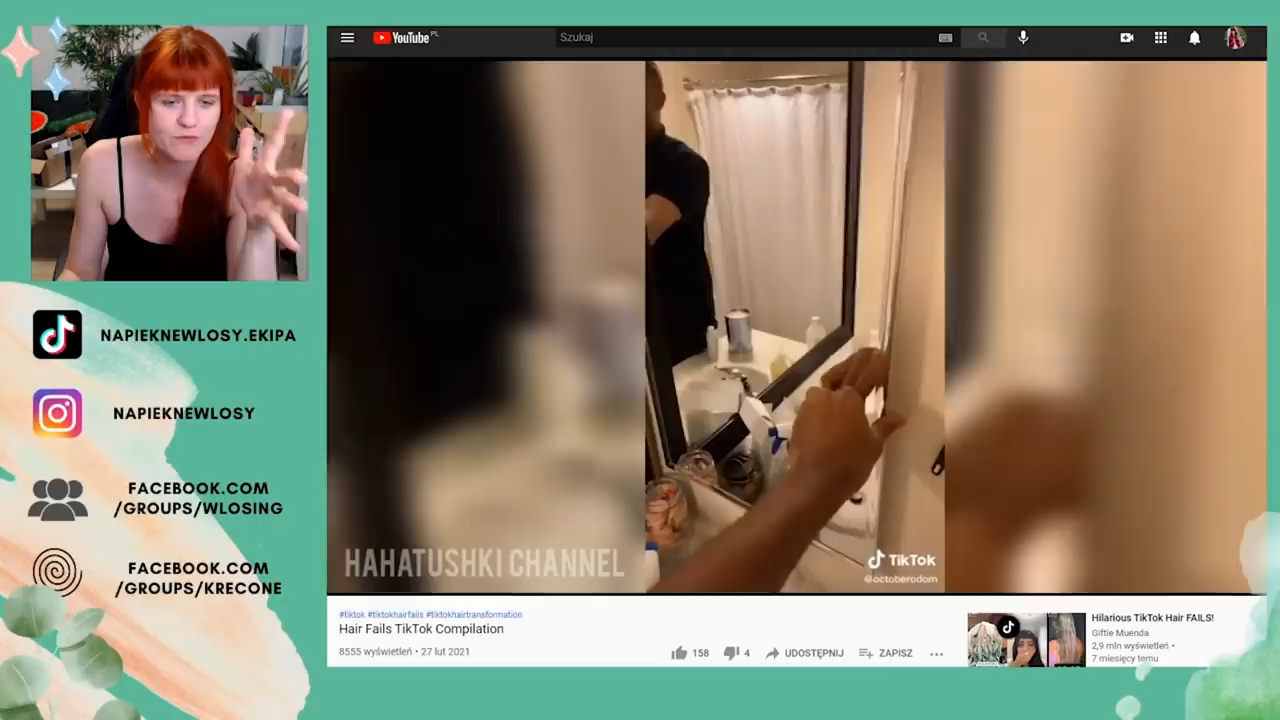 YouTube PL
Szukaj
NAPIEKNEWLOSY.EKIPA
NAPIEKNEWLOSY
FACEBOOK.COM
/GROUPS/WLOSING
FACEBOOK.COM
/GROUPS/KRECONE
HAHATUSHKI CHANNEL
TikTok
@octoberodom
#tiktok #tiktokhairfails #tiktokhairtransformation
Hair Fails TikTok Compilation
8555 wyświetleń • 27 lut 2021
158
4
UDOSTĘPNIJ
ZAPISZ
Hilarious TikTok Hair FAILS!
Giftie Muenda
2,9 mln wyświetleń •
7 miesięcy temu